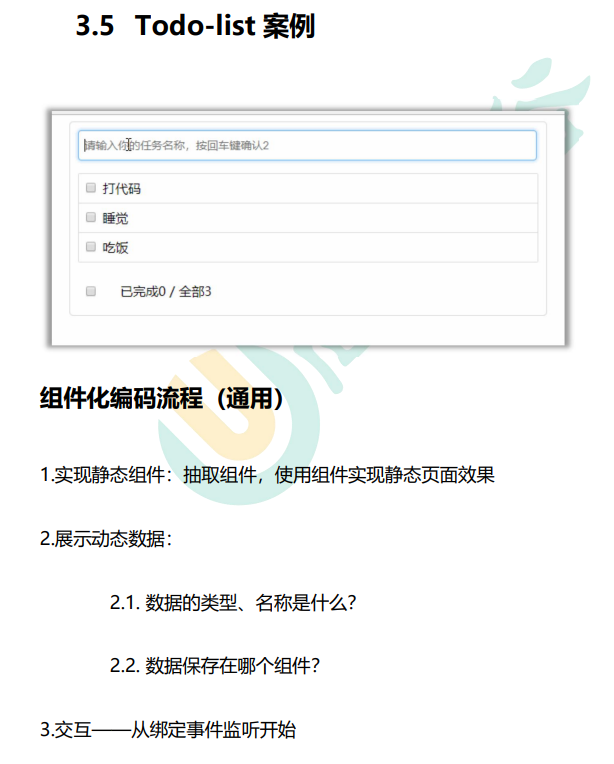 3.5 Todo-list 案例
请输入你的任务名称，按回车键确认2
打代码
睡觉
吃饭
已完成0 / 全部3
组件化编码流程（通用）
1.实现静态组件：抽取组件，使用组件实现静态页面效果
2.展示动态数据：
2.1. 数据的类型、名称是什么？
2.2. 数据保存在哪个组件？
3.交互——从绑定事件监听开始